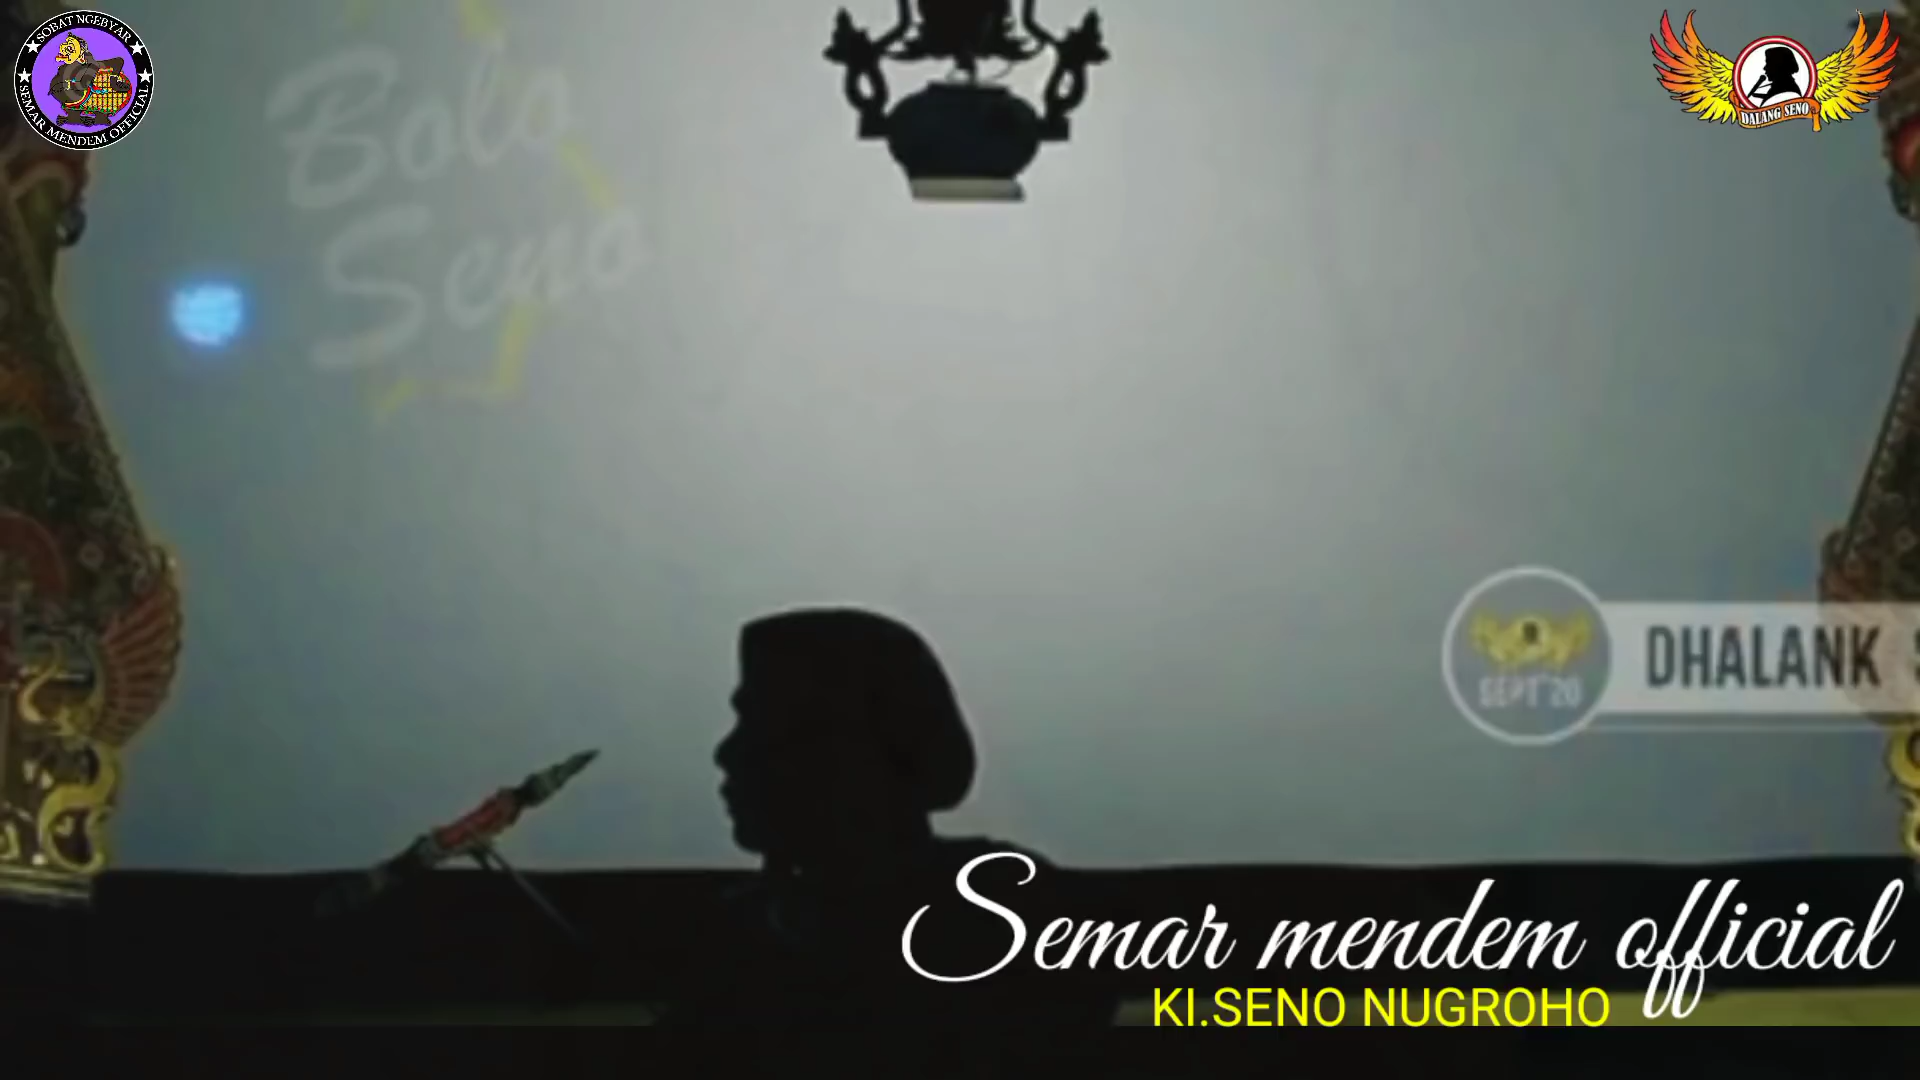 SOBAT NGEBYAR
SEMAR MENDEM OFFICIAL
DALANG SENO
Bolo
Seno
SEPT'20
DHALANK
Semar mendem official
KI.SENO NUGROHO